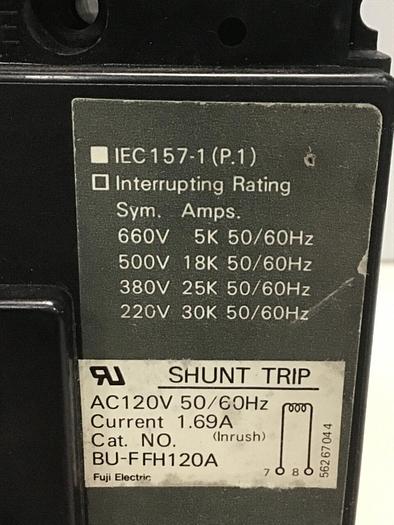 IEC157-1 (P.1)
Interrupting Rating
Sym. Amps.
660V 5K 50/60Hz
500V 18K 50/60Hz
380V 25K 50/60Hz
220V 30K 50/60Hz
SHUNT TRIP
AC120V 50/60Hz
Current 1.69A
Cat. NO. (Inrush)
BU-FFH120A
Fuji Electric
7 8
56267044